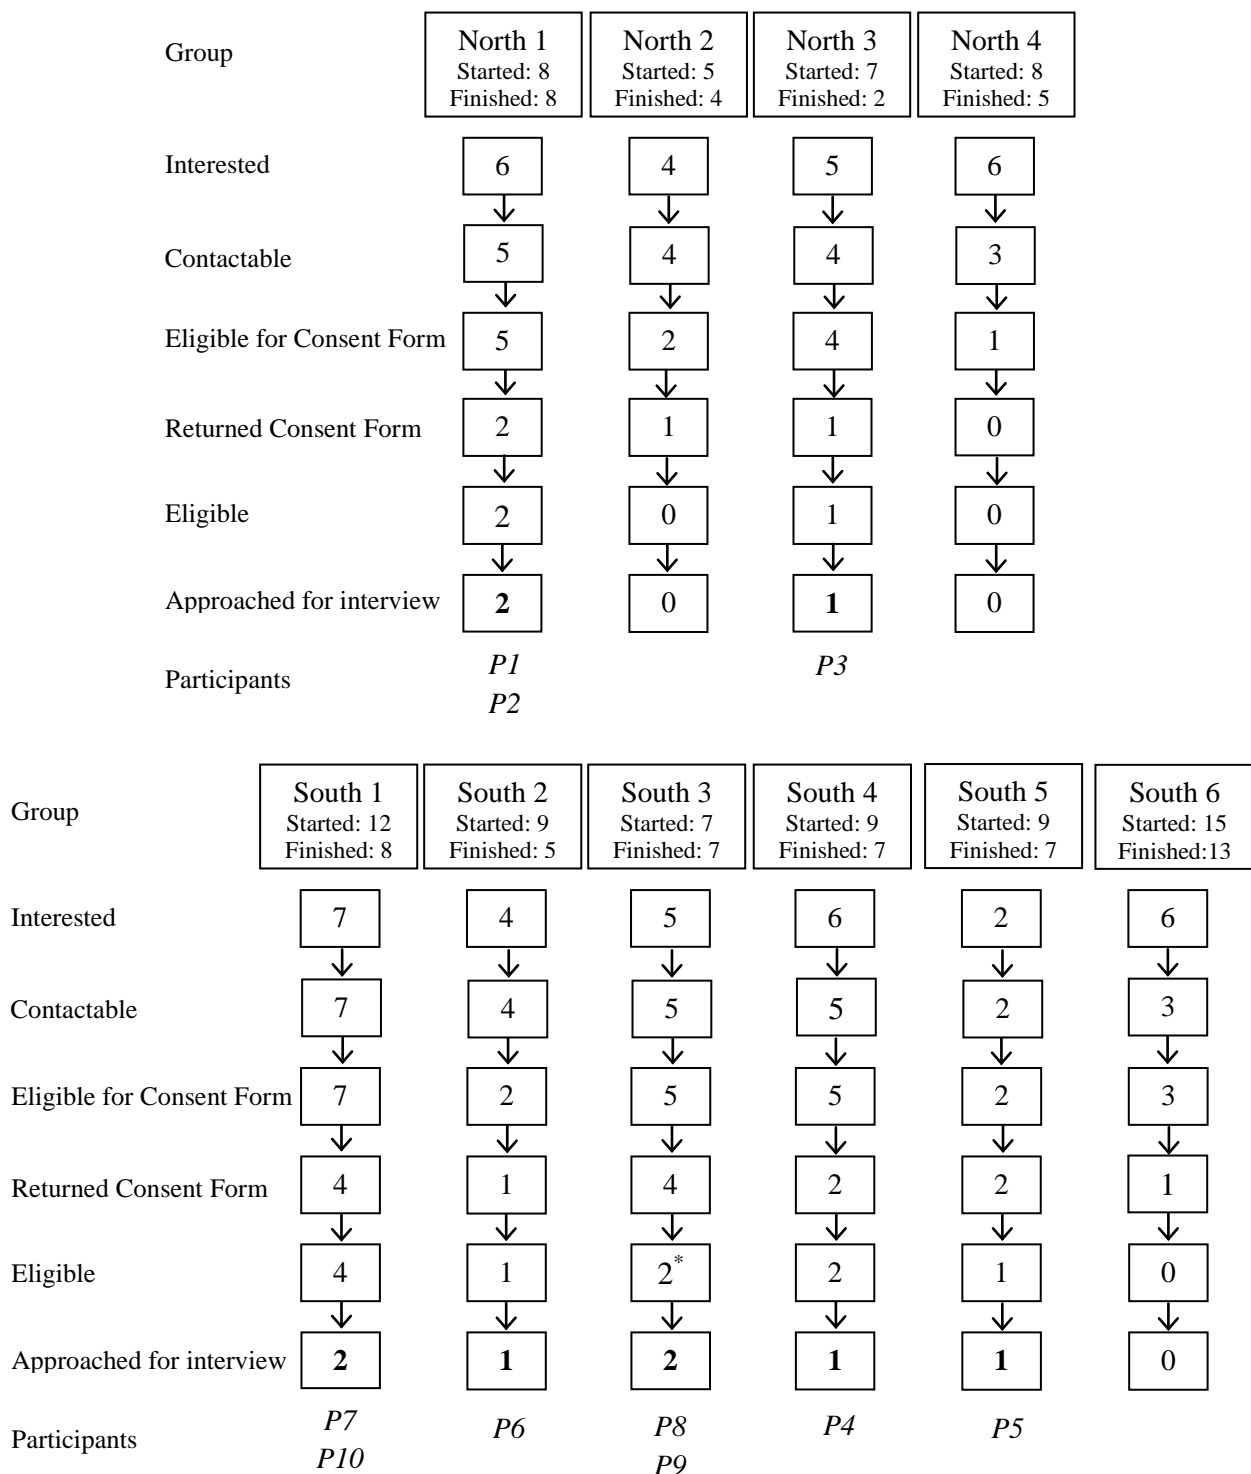 Group
North 1
Started: 8
Finished: 8
North 2
Started: 5
Finished: 4
North 3
Started: 7
Finished: 2
North 4
Started: 8
Finished: 5
Interested
6
4
5
6
Contactable
5
4
4
3
Eligible for Consent Form
5
2
4
1
Returned Consent Form
2
1
1
0
Eligible
2
0
1
0
Approached for interview
2
0
1
0
Participants
P1
P2
P3
Group
South 1
Started: 12
Finished: 8
South 2
Started: 9
Finished: 5
South 3
Started: 7
Finished: 7
South 4
Started: 9
Finished: 7
South 5
Started: 9
Finished: 7
South 6
Started: 15
Finished:13
Interested
7
4
5
6
2
6
Contactable
7
4
5
5
2
3
Eligible for Consent Form
7
2
5
5
2
3
Returned Consent Form
4
1
4
2
2
1
Eligible
4
1
2*
2
1
0
Approached for interview
2
1
2
1
1
0
Participants
P7
P10
P6
P8
P9
P4
P5